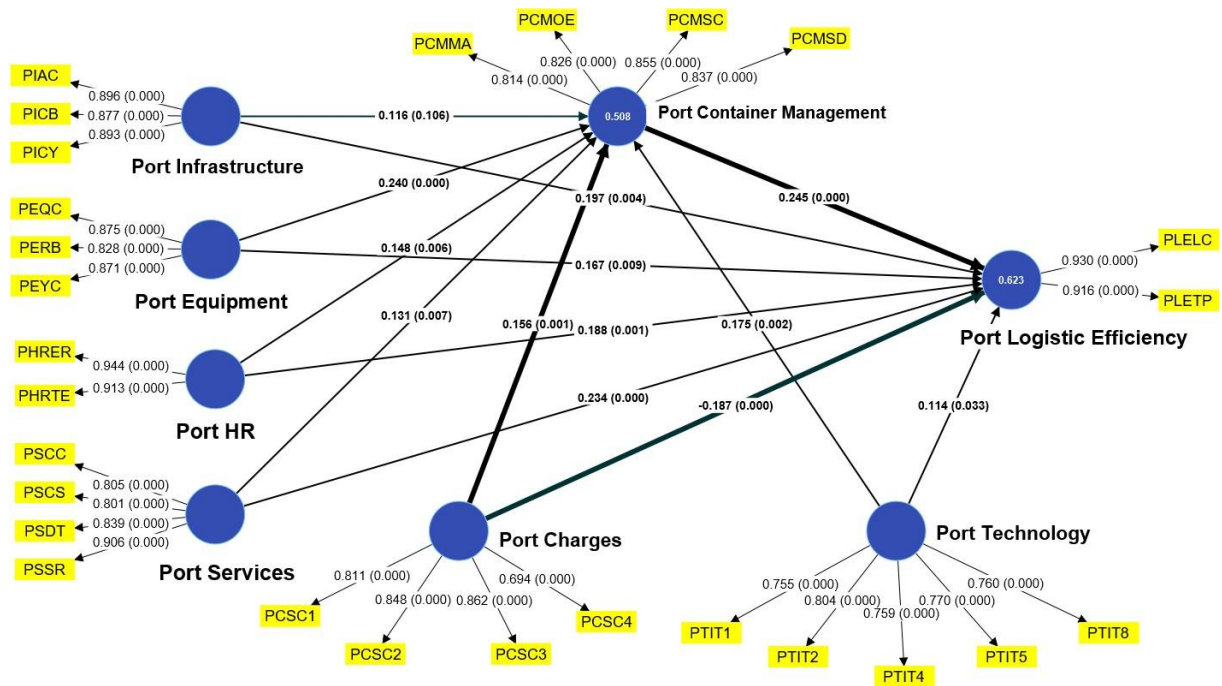 PCMMA
PCMOE
PCMSC
PCMSD
0.814 (0.000)
0.826 (0.000)
0.855 (0.000)
0.837 (0.000)
PIAC
PICB
PICY
0.896 (0.000)
0.877 (0.000)
0.893 (0.000)
Port Infrastructure
0.116 (0.106)
0.508
Port Container Management
PEQC
PERB
PEYC
0.875 (0.000)
0.828 (0.000)
0.871 (0.000)
Port Equipment
0.240 (0.000)
0.197 (0.004)
0.245 (0.000)
0.148 (0.006)
0.167 (0.009)
0.623
PLELC
PLETP
0.930 (0.000)
0.916 (0.000)
Port Logistic Efficiency
PHRER
PHRTE
0.944 (0.000)
0.913 (0.000)
Port HR
0.131 (0.007)
0.156 (0.001)
0.188 (0.001)
0.175 (0.002)
0.234 (0.000)
-0.187 (0.000)
0.114 (0.033)
PSCC
PSCS
PSDT
PSSR
0.805 (0.000)
0.801 (0.000)
0.839 (0.000)
0.906 (0.000)
Port Services
Port Charges
0.811 (0.000)
0.848 (0.000)
0.862 (0.000)
0.694 (0.000)
PCSC1
PCSC2
PCSC3
PCSC4
Port Technology
0.755 (0.000)
0.804 (0.000)
0.759 (0.000)
0.770 (0.000)
0.760 (0.000)
PTIT1
PTIT2
PTIT4
PTIT5
PTIT8